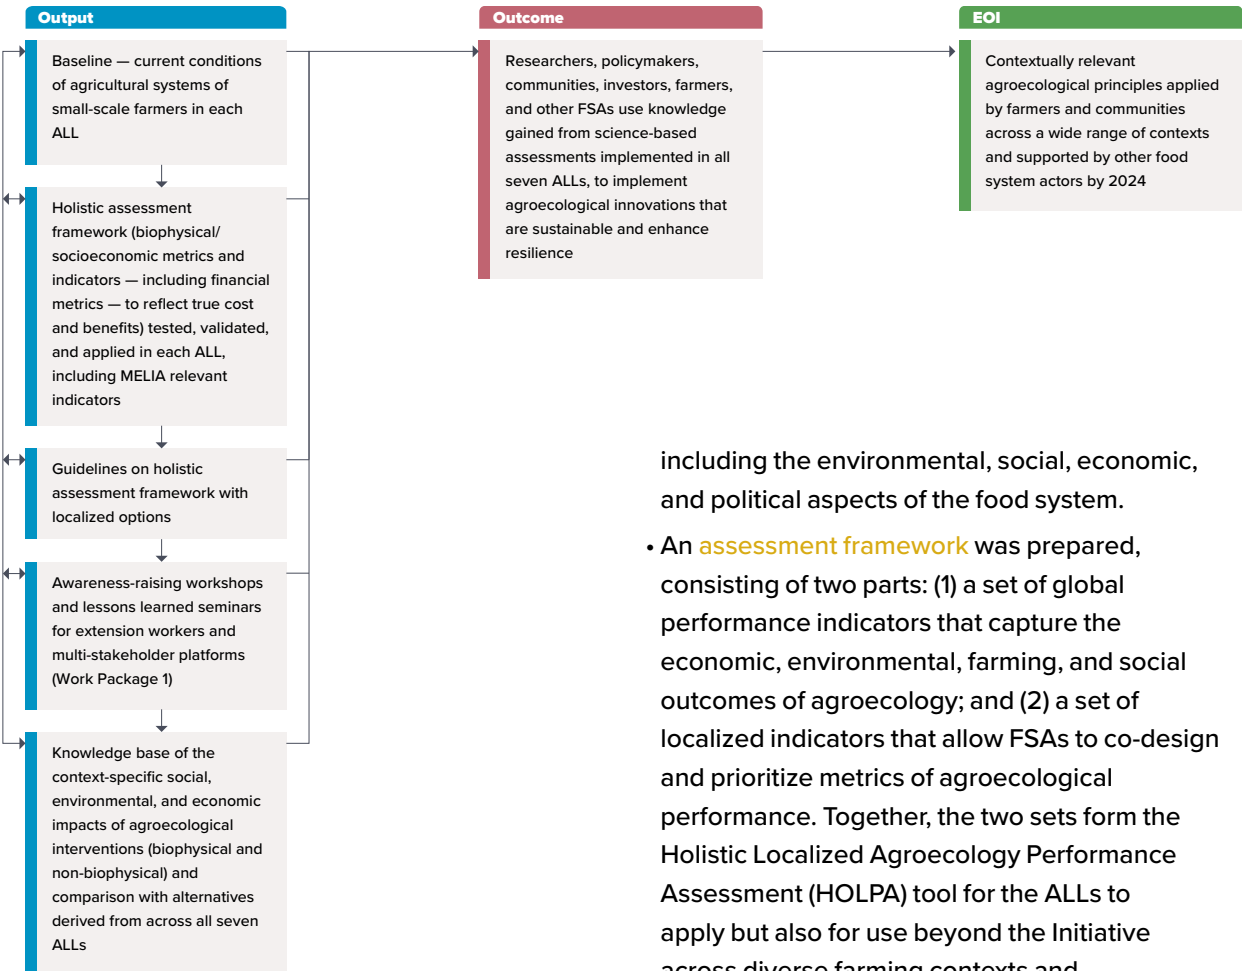 Output
Baseline — current conditions
of agricultural systems of
small-scale farmers in each
ALL
Holistic assessment
framework (biophysical/
socioeconomic metrics and
indicators — including financial
metrics — to reflect true cost
and benefits) tested, validated,
and applied in each ALL,
including MELIA relevant
indicators
Guidelines on holistic
assessment framework with
localized options
Awareness-raising workshops
and lessons learned seminars
for extension workers and
multi-stakeholder platforms
(Work Package 1)
Knowledge base of the
context-specific social,
environmental, and economic
impacts of agroecological
interventions (biophysical and
non-biophysical) and
comparison with alternatives
derived from across all seven
ALLs
Outcome
Researchers, policymakers,
communities, investors, farmers,
and other FSAs use knowledge
gained from science-based
assessments implemented in all
seven ALLs, to implement
agroecological innovations that
are sustainable and enhance
resilience
EOI
Contextually relevant
agroecological principles applied
by farmers and communities
across a wide range of contexts
and supported by other food
system actors by 2024
including the environmental, social, economic,
and political aspects of the food system.
• An assessment framework was prepared,
consisting of two parts: (1) a set of global
performance indicators that capture the
economic, environmental, farming, and social
outcomes of agroecology; and (2) a set of
localized indicators that allow FSAs to co-design
and prioritize metrics of agroecological
performance. Together, the two sets form the
Holistic Localized Agroecology Performance
Assessment (HOLPA) tool for the ALLs to
apply but also for use beyond the Initiative
across diverse farming contexts and